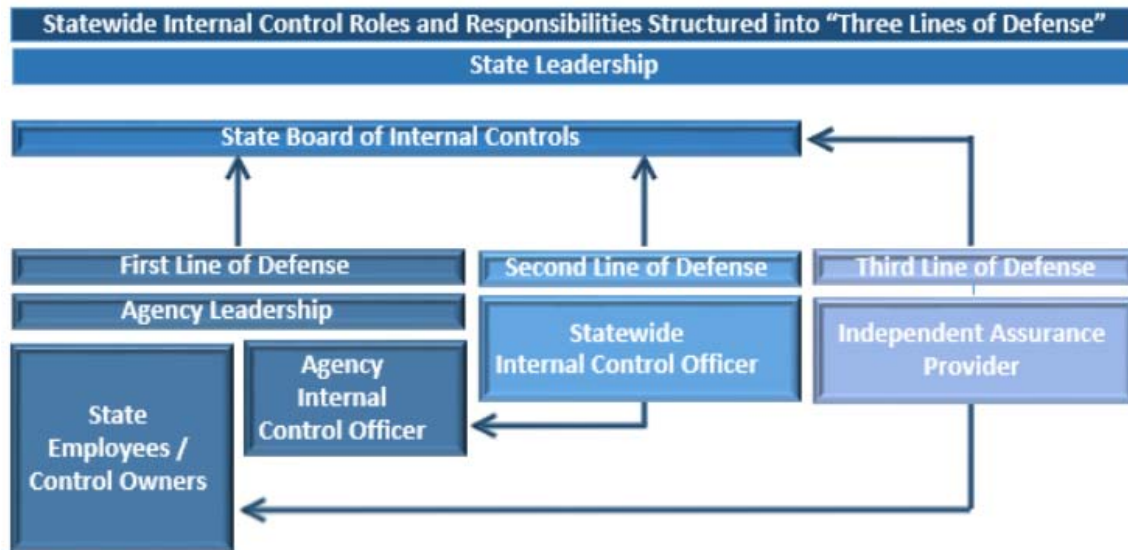 Statewide Internal Control Roles and Responsibilities Structured into “Three Lines of Defense”
State Leadership
State Board of Internal Controls
First Line of Defense
Agency Leadership
State
Employees /
Control Owners
Agency
Internal
Control Officer
Second Line of Defense
Statewide
Internal Control Officer
Third Line of Defense
Independent Assurance
Provider